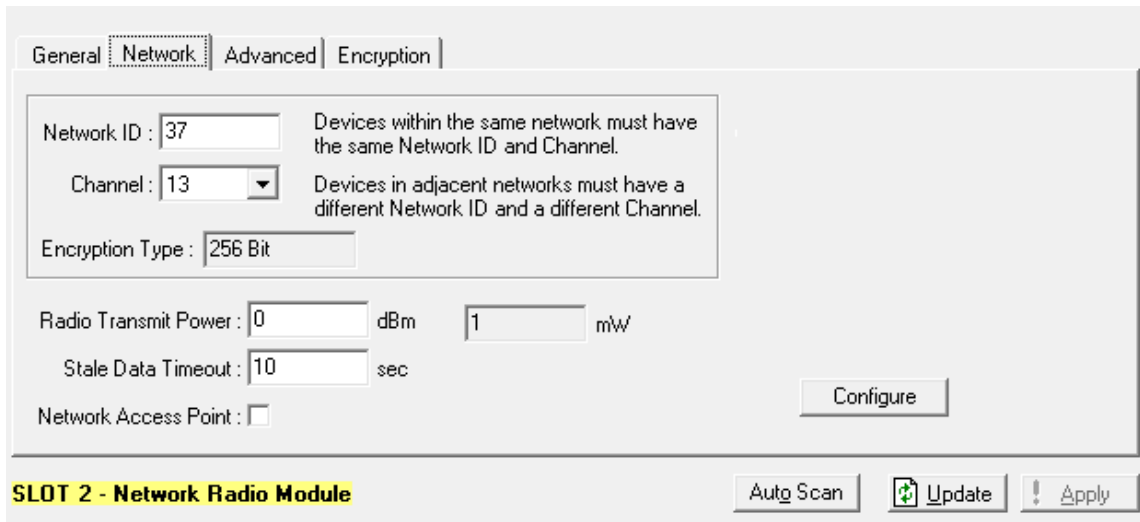 General Network Advanced Encryption
Network ID : 37
Devices within the same network must have
the same Network ID and Channel.
Channel : 13
Devices in adjacent networks must have a
different Network ID and a different Channel.
Encryption Type : 256 Bit
Radio Transmit Power : 0 dBm 1 mW
Stale Data Timeout : 10 sec
Network Access Point :
Configure
SLOT 2 - Network Radio Module
Auto Scan Update ! Apply